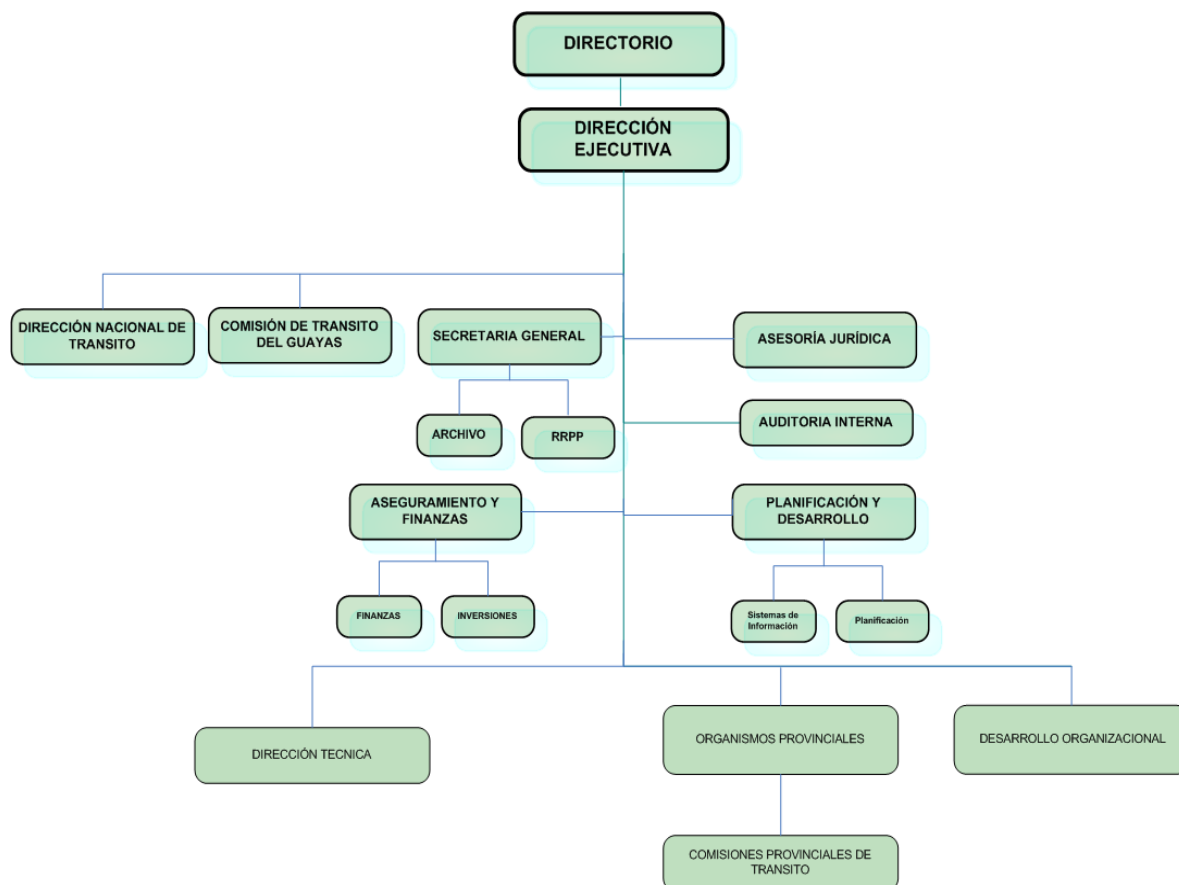 DIRECTORIO
DIRECCIÓN
EJECUTIVA
DIRECCIÓN NACIONAL DE
TRANSITO
COMISIÓN DE TRANSITO
DEL GUAYAS
SECRETARIA GENERAL
ASESORÍA JURÍDICA
ARCHIVO
RRPP
AUDITORIA INTERNA
ASEGURAMIENTO Y
FINANZAS
PLANIFICACIÓN Y
DESARROLLO
FINANZAS
INVERSIONES
Sistemas de
Información
Planificación
DIRECCIÓN TECNICA
ORGANISMOS PROVINCIALES
DESARROLLO ORGANIZACIONAL
COMISIONES PROVINCIALES DE
TRANSITO